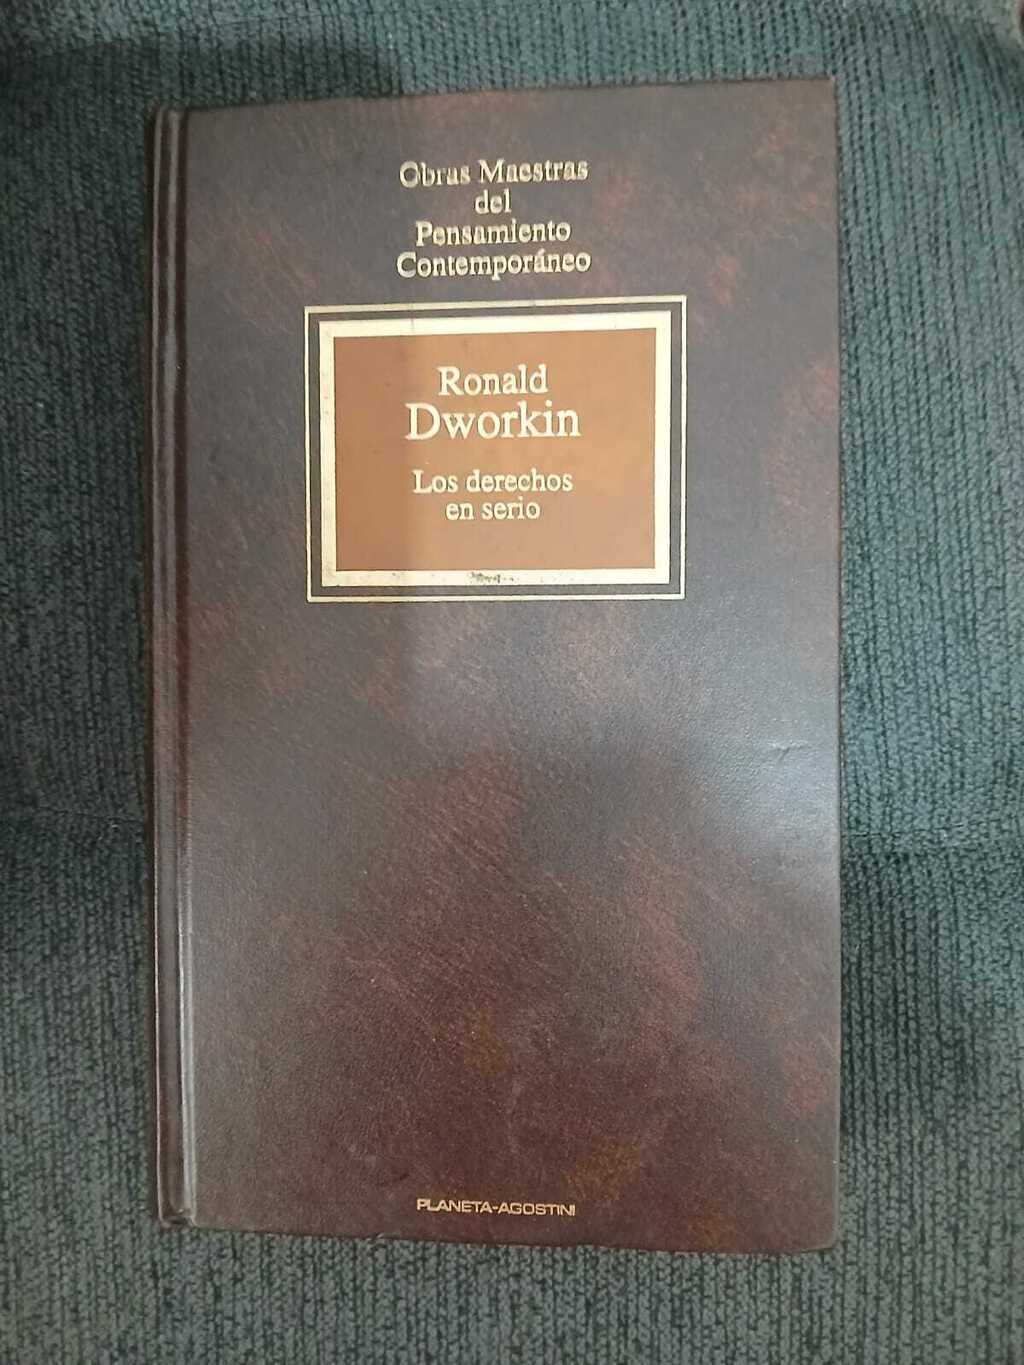 Obras Maestras
del
Pensamiento
Contemporáneo
Ronald
Dworkin
Los derechos
en serio
PLANETA-AGOSTINI